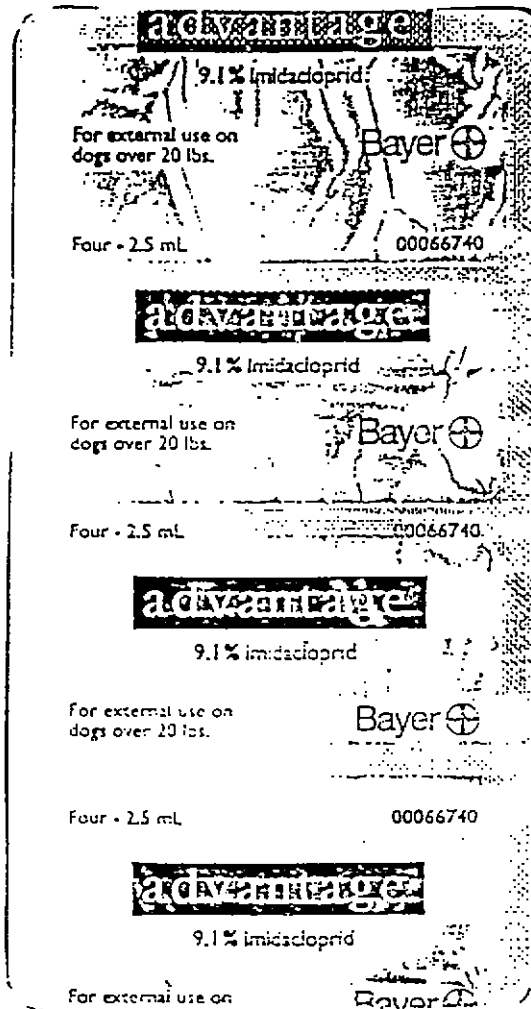 advantage
9.1% Imidacloprid
For external use on
dogs over 20 lbs.
Bayer
Four - 2.5 mL
00066740
advantage
9.1% Imidacloprid
For external use on
dogs over 20 lbs.
Bayer
Four - 2.5 mL
00066740
advantage
9.1% imidacloprid
For external use on
dogs over 20 lbs.
Bayer
Four - 2.5 mL
00066740
advantage
9.1% imidacloprid
For external use on
Bayer